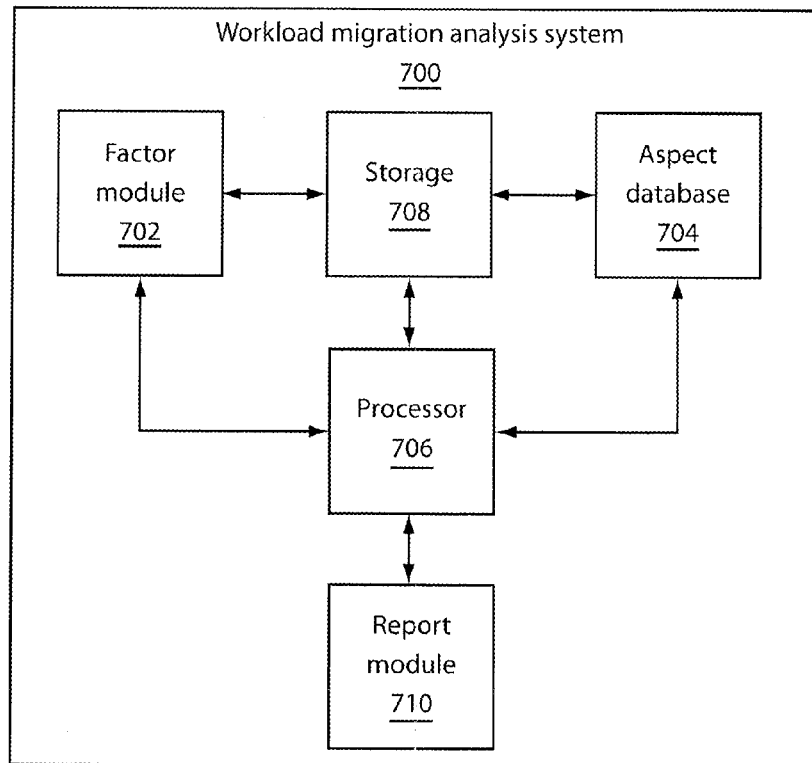 Workload migration analysis system
700
Factor
module
702
Storage
708
Aspect
database
704
Processor
706
Report
module
710